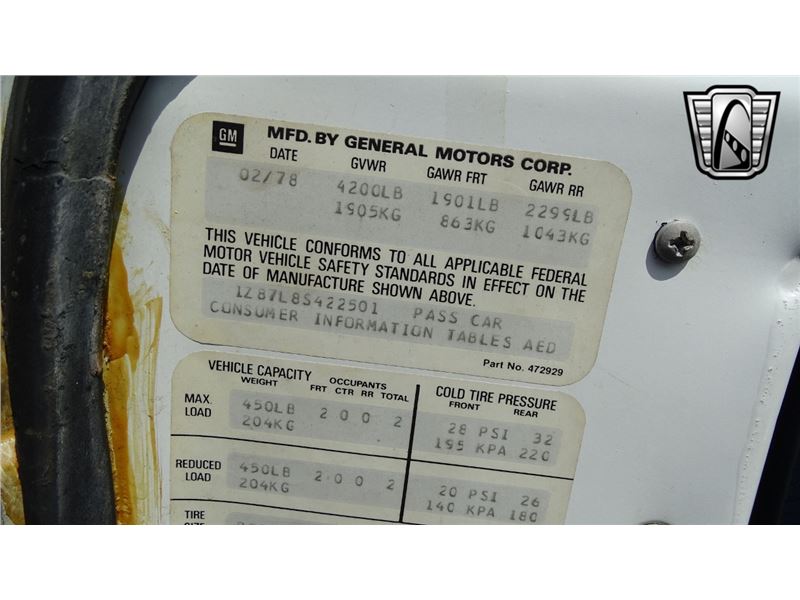 GM MFD. BY GENERAL MOTORS CORP.
DATE GVWR GAWR FRT GAWR RR
02/78 4200LB 1901LB 2299LB
1905KG 863KG 1043KG
THIS VEHICLE CONFORMS TO ALL APPLICABLE FEDERAL
MOTOR VEHICLE SAFETY STANDARDS IN EFFECT ON THE
DATE OF MANUFACTURE SHOWN ABOVE.
1Z87L8S422501 PASS CAR
CONSUMER INFORMATION TABLES AED
Part No. 472929
VEHICLE CAPACITY COLD TIRE PRESSURE
WEIGHT OCCUPANTS FRONT REAR
FRT CTR RR TOTAL
MAX. LOAD 450LB 2 0 0 2 28 PSI 32
204KG 195 KPA 220
REDUCED LOAD 450LB 2 0 0 2 20 PSI 26
204KG 140 KPA 180
TIRE